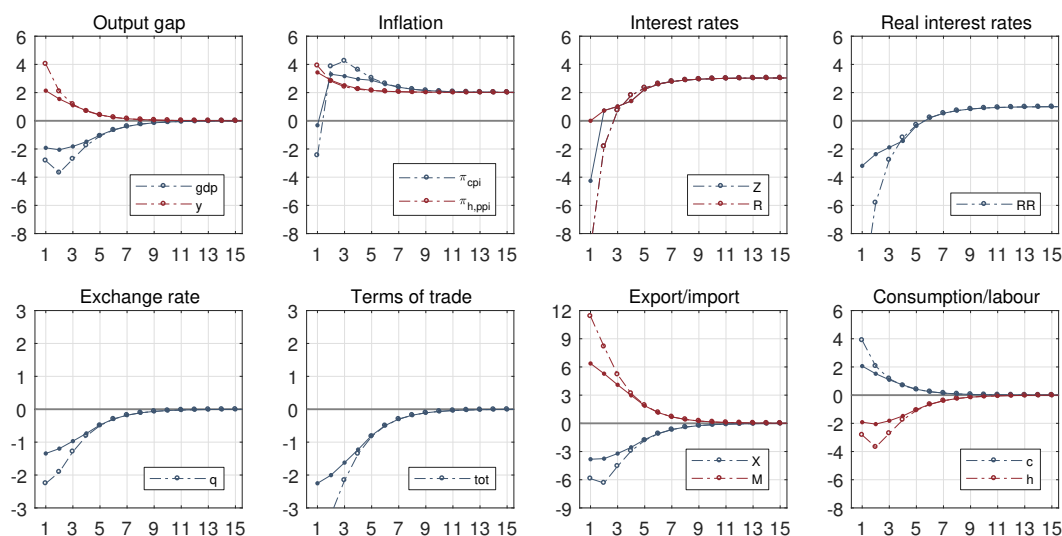 Output gap
6
4
2
0
-2
-4
-6
-8
gdp
y
1 3 5 7 9 11 13 15
Inflation
6
4
2
0
-2
-4
-6
-8
π_cpi
π_h,ppi
1 3 5 7 9 11 13 15
Interest rates
6
4
2
0
-2
-4
-6
-8
Z
R
1 3 5 7 9 11 13 15
Real interest rates
6
4
2
0
-2
-4
-6
-8
RR
1 3 5 7 9 11 13 15
Exchange rate
3
2
1
0
-1
-2
-3
q
1 3 5 7 9 11 13 15
Terms of trade
3
2
1
0
-1
-2
-3
tot
1 3 5 7 9 11 13 15
Export/import
12
9
6
3
0
-3
-6
-9
X
M
1 3 5 7 9 11 13 15
Consumption/labour
6
4
2
0
-2
-4
-6
-8
c
h
1 3 5 7 9 11 13 15